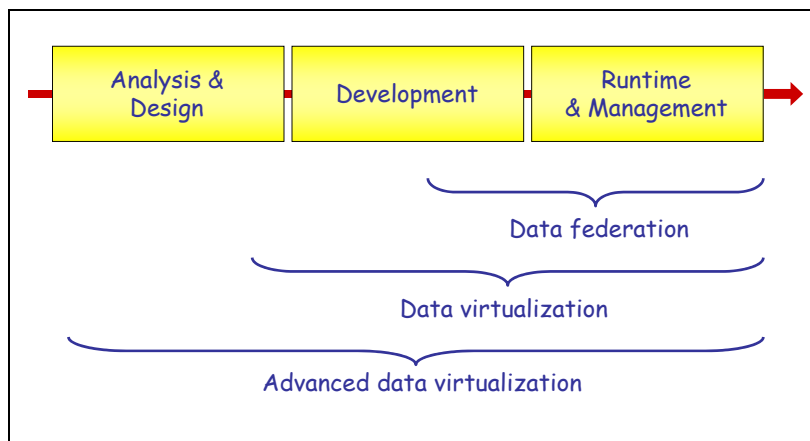 Analysis &
Design
Development
Runtime
& Management
Data federation
Data virtualization
Advanced data virtualization